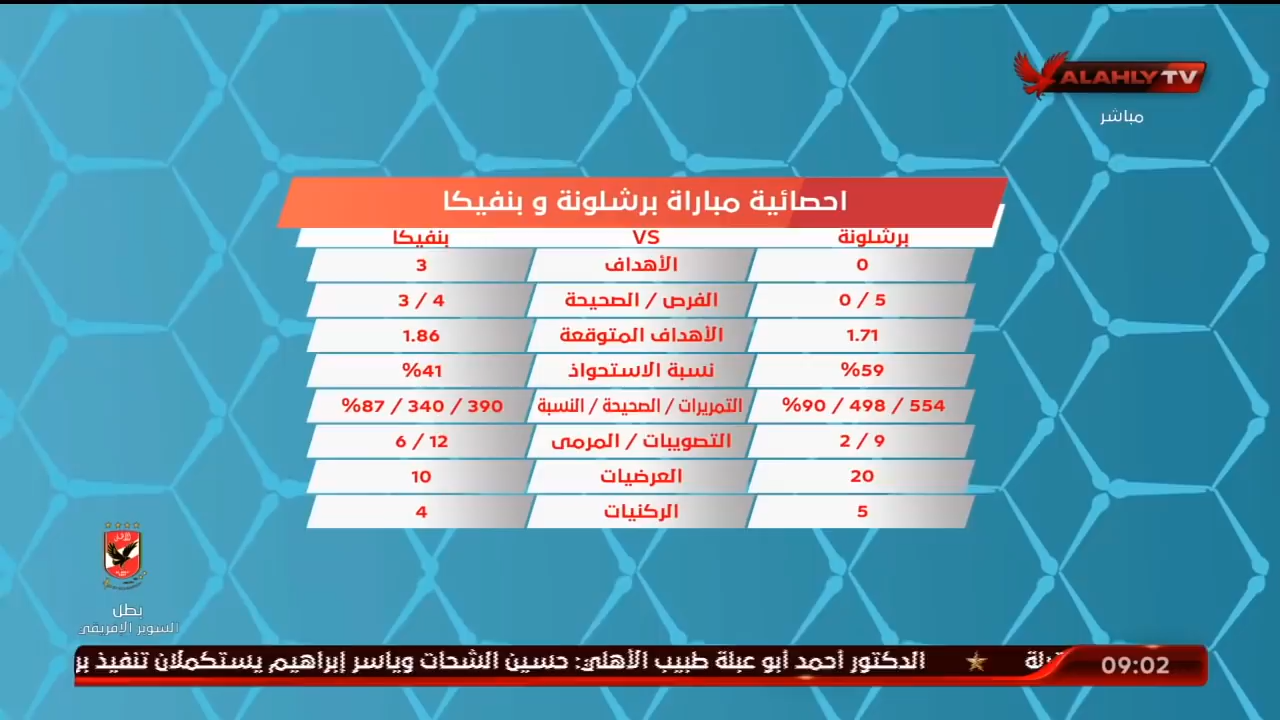 ALAHLY TV
مباشر
احصائية مباراة برشلونة و بنفيكا
برشلونة VS بنفيكا
0 الأهداف 3
0 / 5 الفرص / الصحيحة 3 / 4
1.71 الأهداف المتوقعة 1.86
%59 نسبة الاستحواذ %41
%90 / 498 / 554 التمريرات / الصحيحة / النسبة %87 / 340 / 390
2 / 9 التصويبات / المرمى 6 / 12
20 العرضيات 10
5 الركنيات 4
بطل
السوبر الإفريقي
09:02 الدكتور أحمد أبو عبلة طبيب الأهلي: حسين الشحات وياسر إبراهيم يستكملان تنفيذ